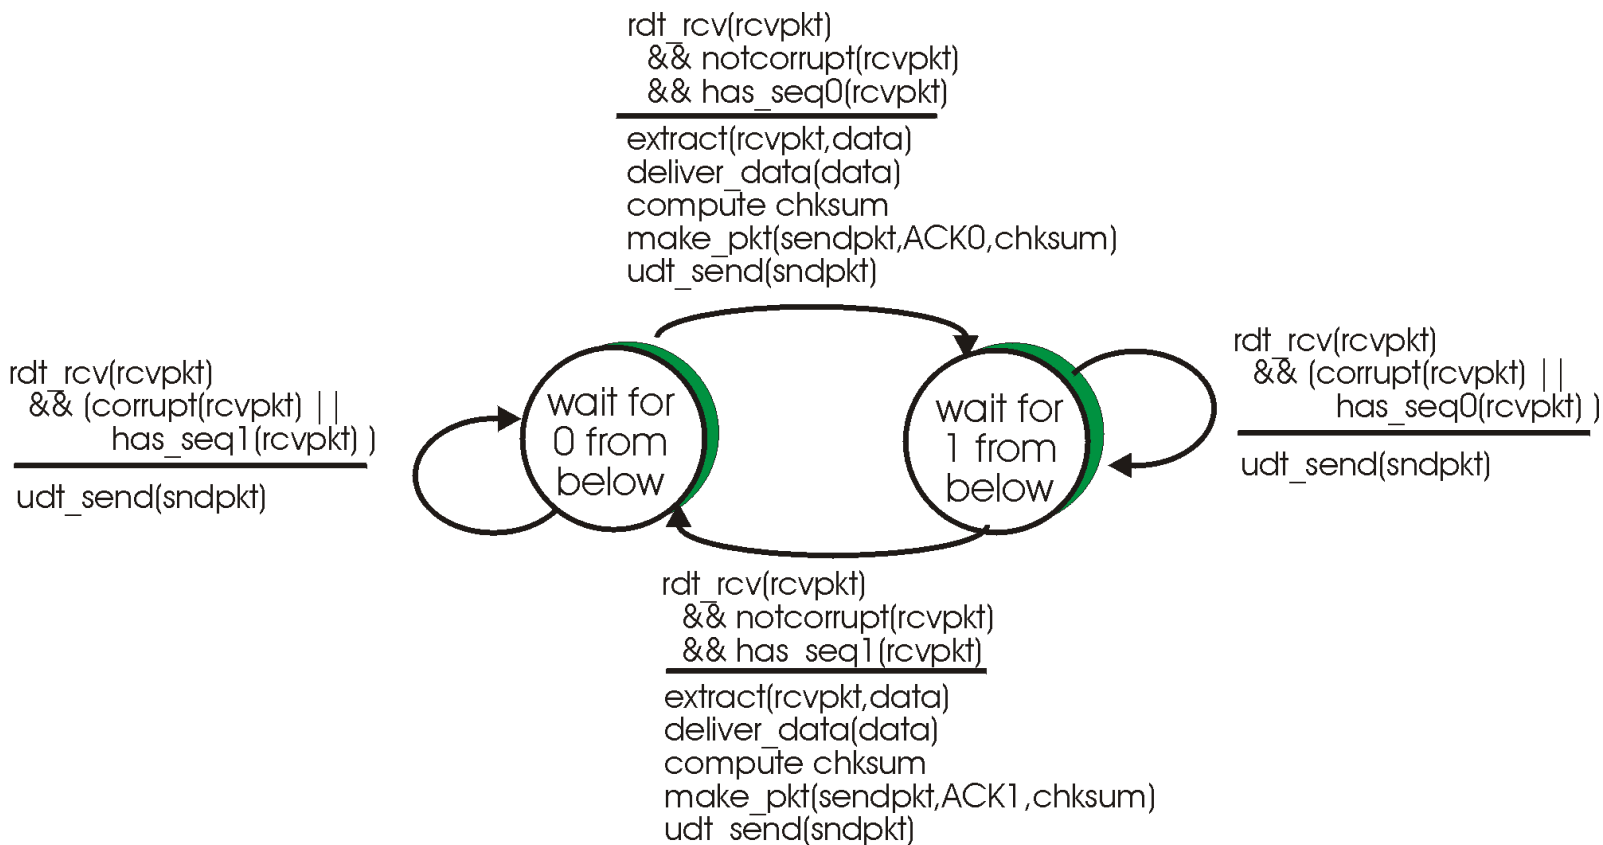 rdt_rcv(rcvpkt)
&& notcorrupt(rcvpkt)
&& has_seq0(rcvpkt)
extract(rcvpkt,data)
deliver_data(data)
compute chksum
make_pkt(sendpkt,ACK0,chksum)
udt_send(sndpkt)
rdt_rcv(rcvpkt)
&& (corrupt(rcvpkt) ||
has_seq1(rcvpkt) )
udt_send(sndpkt)
wait for
0 from
below
wait for
1 from
below
rdt_rcv(rcvpkt)
&& (corrupt(rcvpkt) ||
has_seq0(rcvpkt) )
udt_send(sndpkt)
rdt_rcv(rcvpkt)
&& notcorrupt(rcvpkt)
&& has_seq1(rcvpkt)
extract(rcvpkt,data)
deliver_data(data)
compute chksum
make_pkt(sendpkt,ACK1,chksum)
udt_send(sndpkt)